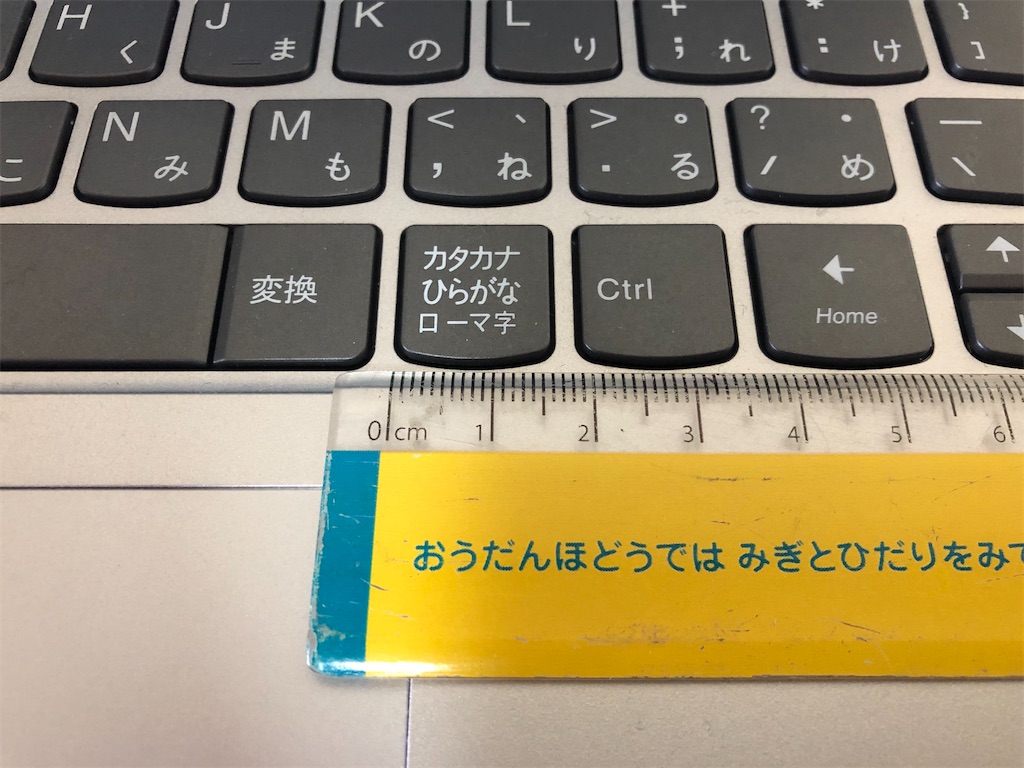 H く J ま K の L り + ; れ * : け } ]
こ N み M も < 、 , ね > 。 . る ? ・ / め _ \
変換 カタカナ Ctrl ← ↑
ひらがな Home
ローマ字 ↓
0 cm 1 2 3 4 5 6
おうだんほどうでは みぎとひだりをみて